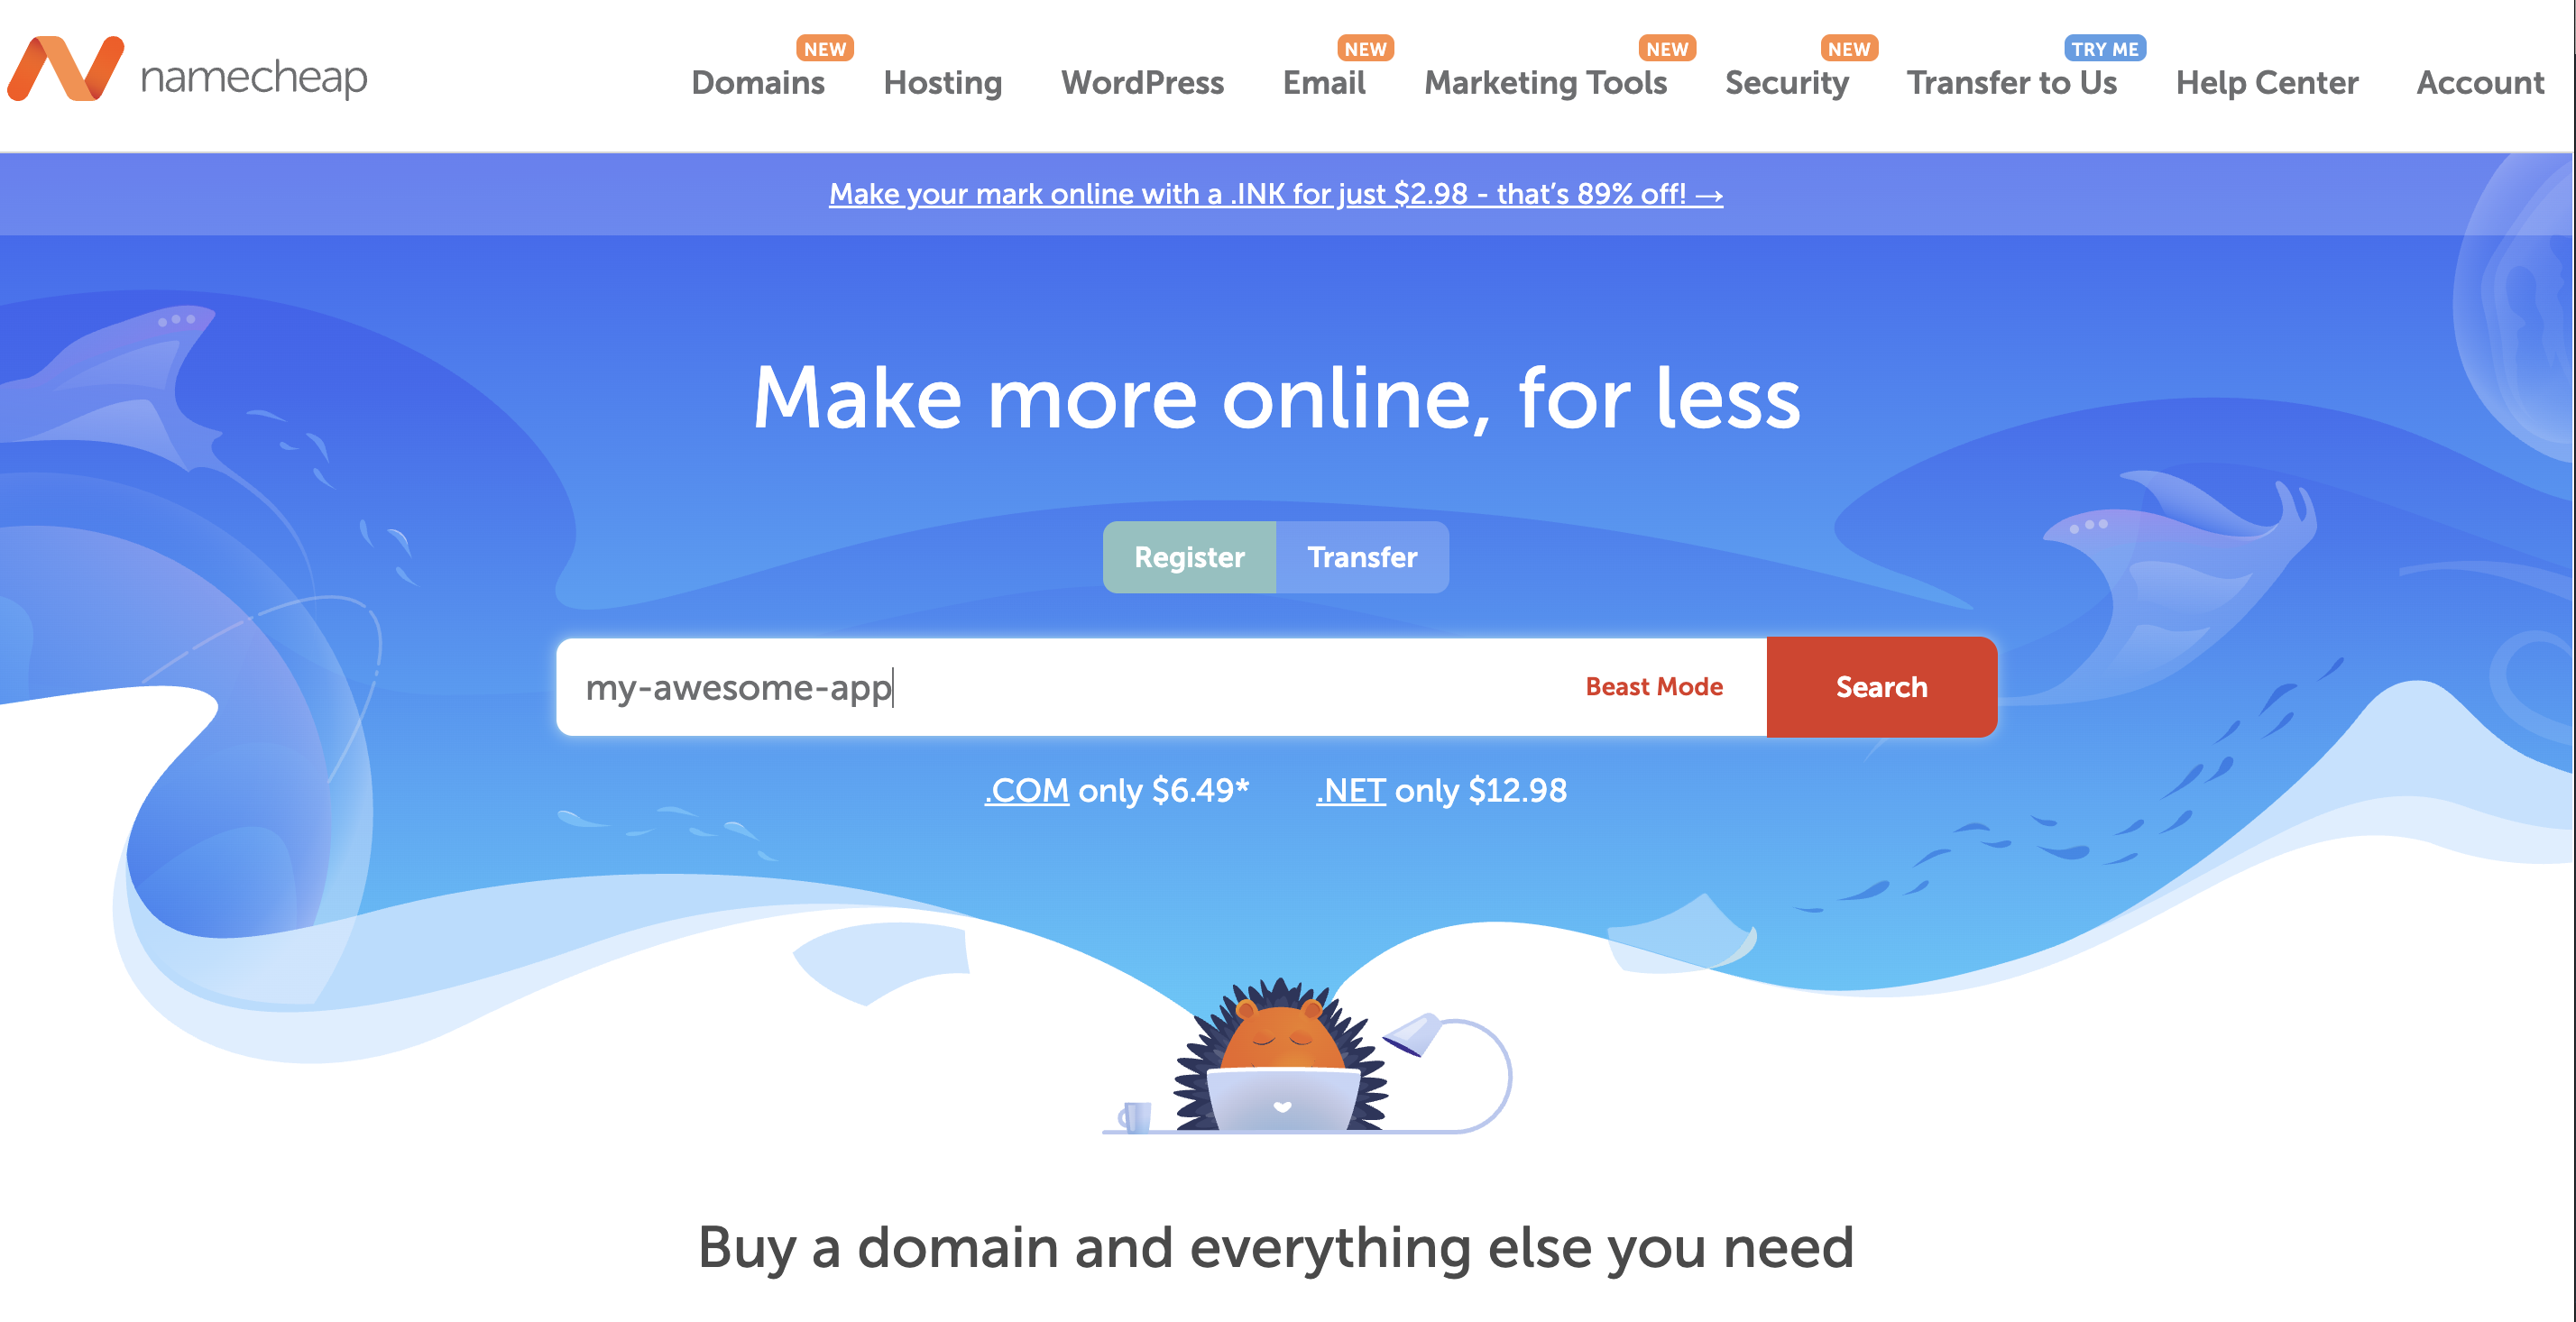 namecheap
NEW NEW NEW NEW TRY ME
Domains Hosting WordPress Email Marketing Tools Security Transfer to Us Help Center Account
Make your mark online with a .INK for just $2.98 - that’s 89% off! →
Make more online, for less
Register Transfer
my-awesome-app Beast Mode Search
.COM only $6.49* .NET only $12.98
Buy a domain and everything else you need